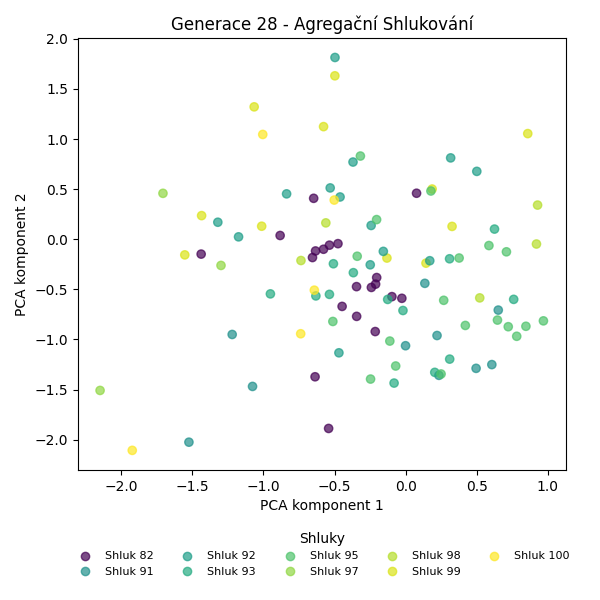 Generace 28 - Agregační Shlukování
2.0
1.5
1.0
0.5
0.0
−0.5
−1.0
−1.5
−2.0
PCA komponent 2
−2.0 −1.5 −1.0 −0.5 0.0 0.5 1.0
PCA komponent 1
Shluky
Shluk 82 Shluk 92 Shluk 95 Shluk 98 Shluk 100
Shluk 91 Shluk 93 Shluk 97 Shluk 99